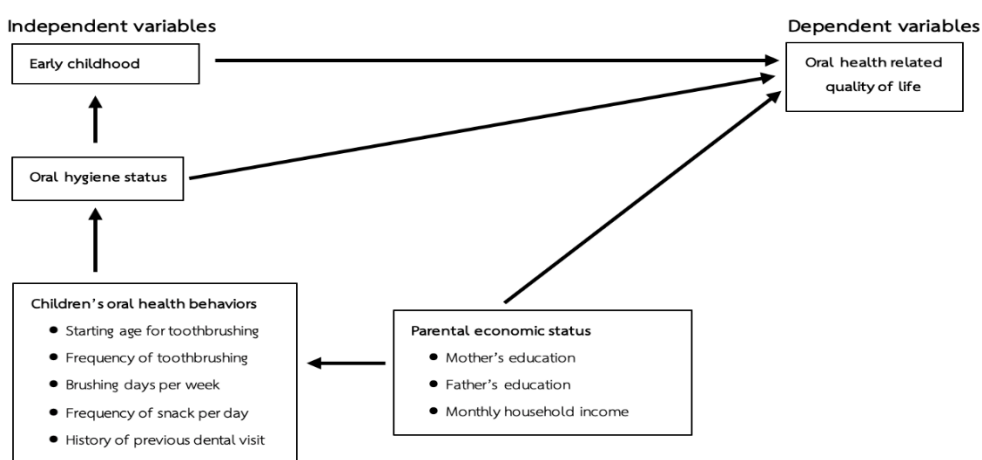 Independent variables
Dependent variables
Early childhood
Oral health related
quality of life
Oral hygiene status
Children's oral health behaviors
● Starting age for toothbrushing
● Frequency of toothbrushing
● Brushing days per week
● Frequency of snack per day
● History of previous dental visit
Parental economic status
● Mother's education
● Father's education
● Monthly household income